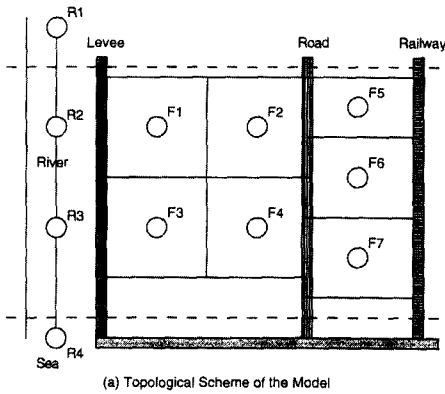 R1
Levee
Road
Railway
R2
F1
F2
F5
River
F6
R3
F3
F4
F7
R4
Sea
(a) Topological Scheme of the Model